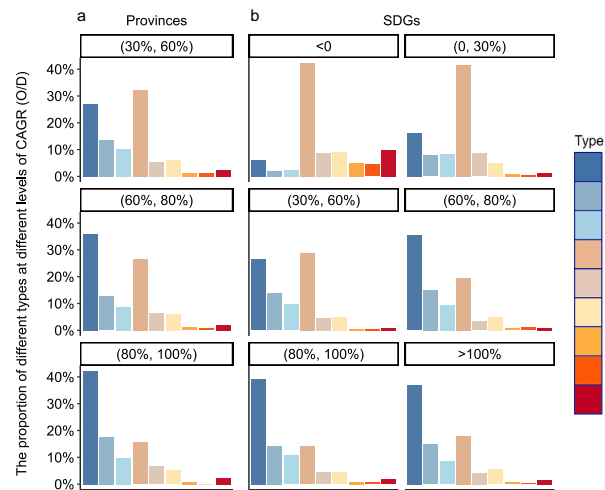 a Provinces b SDGs
(30%, 60%) <0 (0, 30%)
40%
30%
20%
10%
0%
(60%, 80%) (30%, 60%) (60%, 80%)
40%
30%
20%
10%
0%
(80%, 100%) (80%, 100%) >100%
40%
30%
20%
10%
0%
The proportion of different types at different levels of CAGR (O/D)
Type